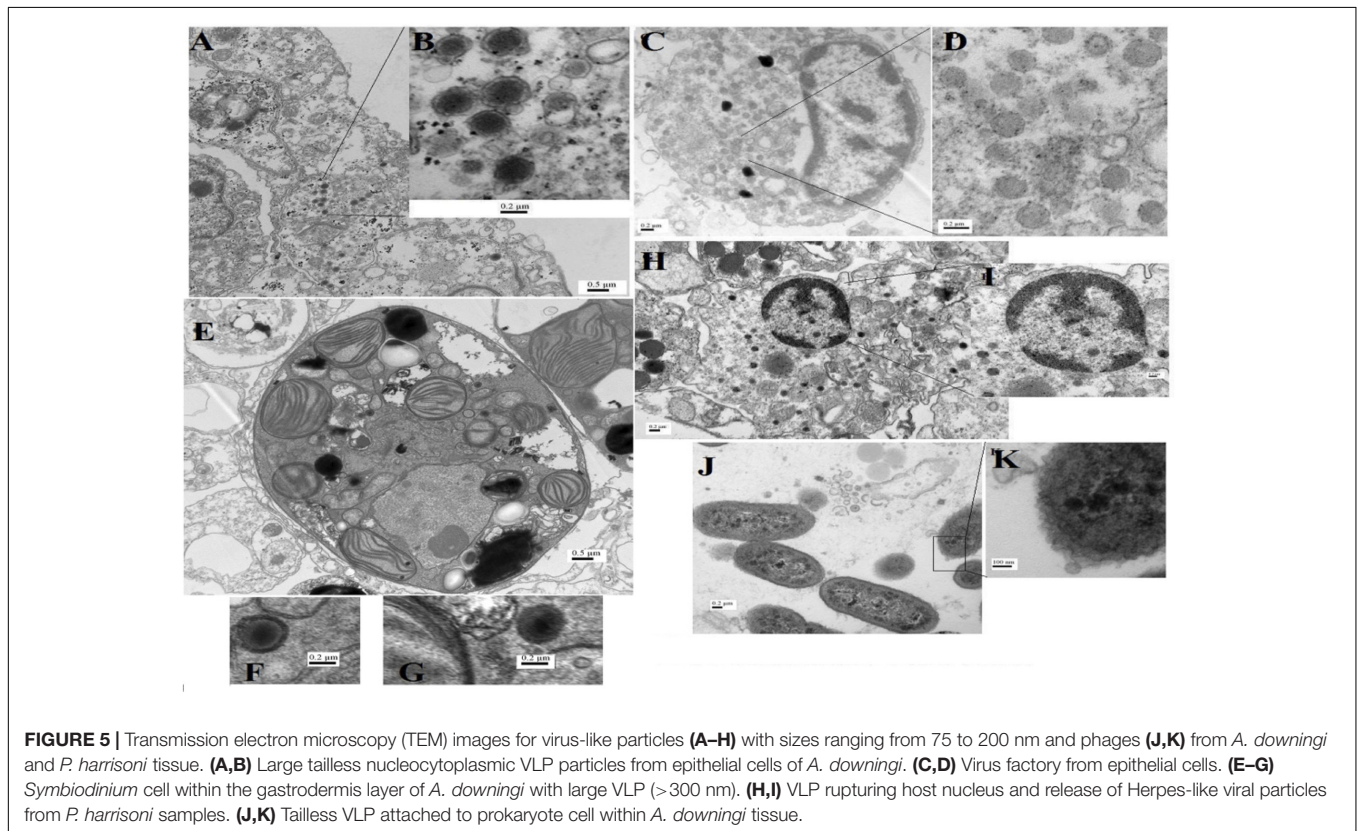 A
B
C
D
0.2 µm
0.5 µm
0.2 µm
0.2 µm
E
H
I
0.5 µm
0.2 µm
J
K
0.2 µm
100 nm
F
0.2 µm
G
0.2 µm
FIGURE 5 | Transmission electron microscopy (TEM) images for virus-like particles (A–H) with sizes ranging from 75 to 200 nm and phages (J,K) from A. downingi
and P. harrisoni tissue. (A,B) Large tailless nucleocytoplasmic VLP particles from epithelial cells of A. downingi. (C,D) Virus factory from epithelial cells. (E–G)
Symbiodinium cell within the gastrodermis layer of A. downingi with large VLP (>300 nm). (H,I) VLP rupturing host nucleus and release of Herpes-like viral particles
from P. harrisoni samples. (J,K) Tailless VLP attached to prokaryote cell within A. downingi tissue.